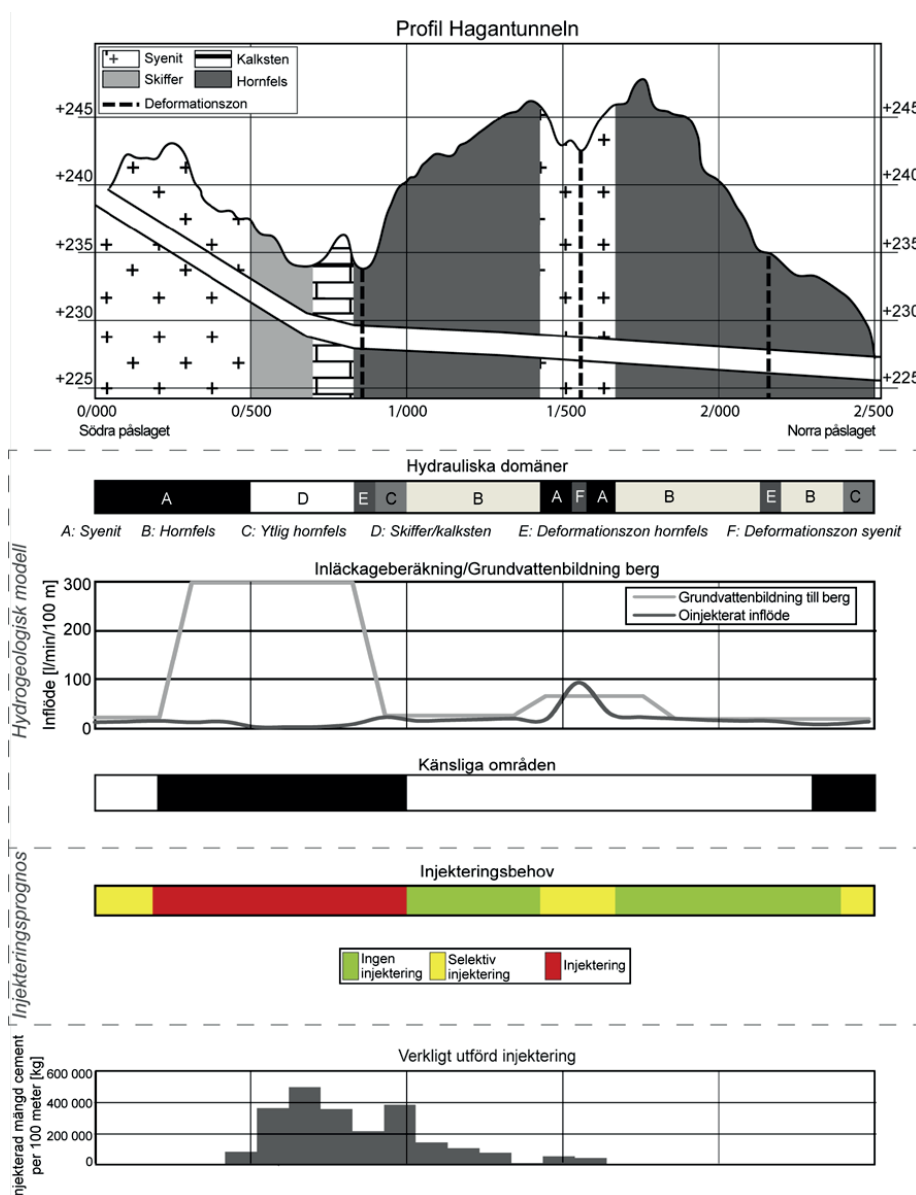 Profil Hagantunneln
Syenit
Kalksten
Skiffer
Hornfels
Deformationszon
+245
+245
+240
+240
+235
+235
+230
+230
+225
+225
0/000
0/500
1/000
1/500
2/000
2/500
Södra påslaget
Norra påslaget
Hydrogeologisk modell
Hydrauliska domäner
A
D
E
C
B
A
F
A
B
E
B
C
A: Syenit
B: Hornfels
C: Ytlig hornfels
D: Skiffer/kalksten
E: Deformationszon hornfels
F: Deformationszon syenit
Inläckageberäkning/Grundvattenbildning berg
Inflöde [l/min/100 m]
300
200
100
0
Grundvattenbildning till berg
Oinjekterat inflöde
Känsliga områden
Injekteringsprognos
Injekteringsbehov
Ingen
injektering
Selektiv
injektering
Injektering
Verkligt utförd injektering
njekterad mängd cement
per 100 meter [kg]
600 000
400 000
200 000
0